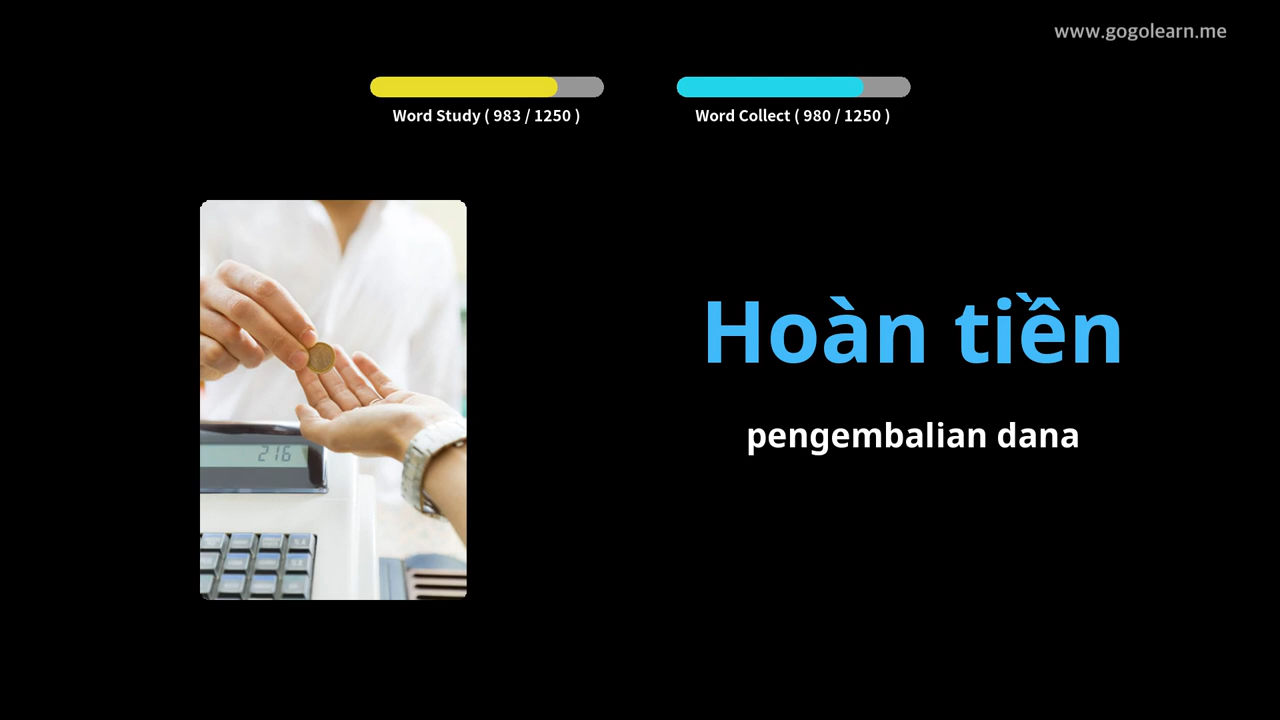 www.gogolearn.me
Word Study ( 983 / 1250 )
Word Collect ( 980 / 1250 )
Hoàn tiền
pengembalian dana
216